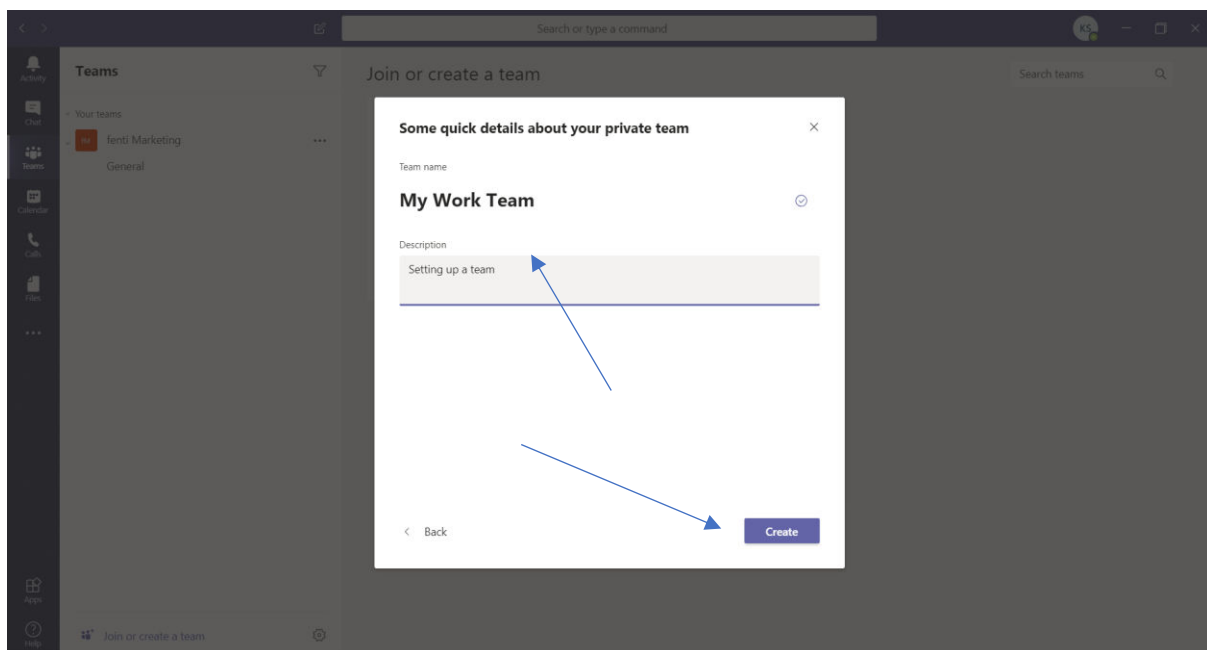 Search or type a command
KS
Activity
Teams
Join or create a team
Search teams
Chat
Your teams
fenti Marketing
General
Teams
Calendar
Calls
Files
Some quick details about your private team
Team name
My Work Team
Description
Setting up a team
Back
Create
Apps
Help
Join or create a team